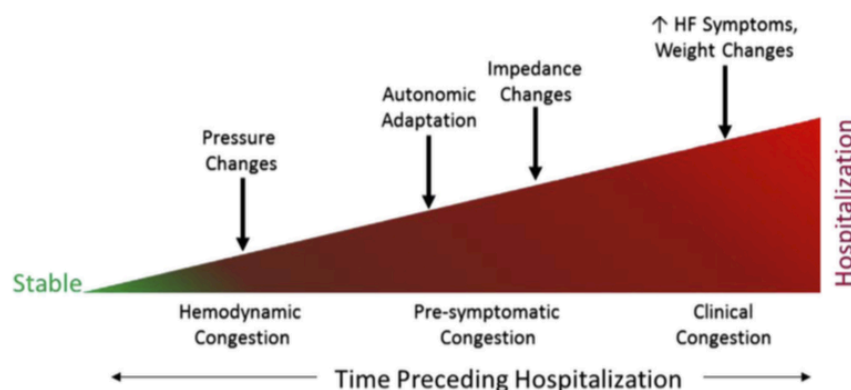 ↑ HF Symptoms,
Weight Changes
Impedance
Changes
Autonomic
Adaptation
Pressure
Changes
Stable
Hospitalization
Hemodynamic
Congestion
Pre-symptomatic
Congestion
Clinical
Congestion
Time Preceding Hospitalization